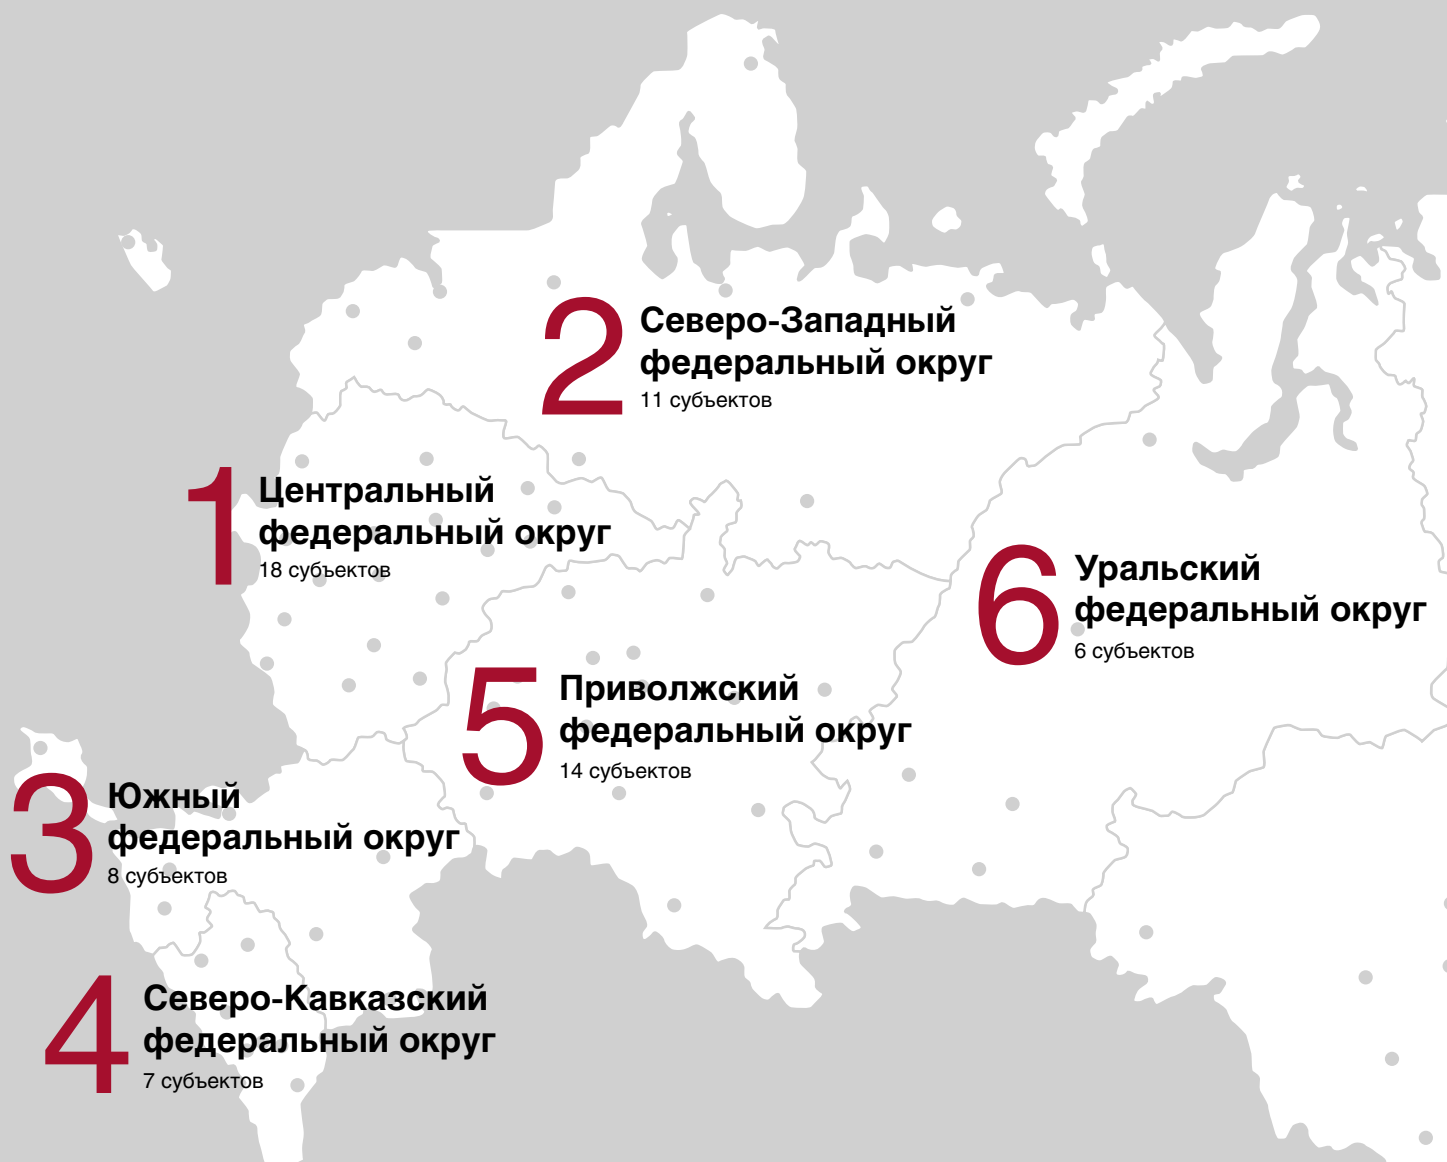 2
Северо-Западный
федеральный округ
11 субъектов
1
Центральный
федеральный округ
18 субъектов
6
Уральский
федеральный округ
6 субъектов
5
Приволжский
федеральный округ
14 субъектов
3
Южный
федеральный округ
8 субъектов
4
Северо-Кавказский
федеральный округ
7 субъектов